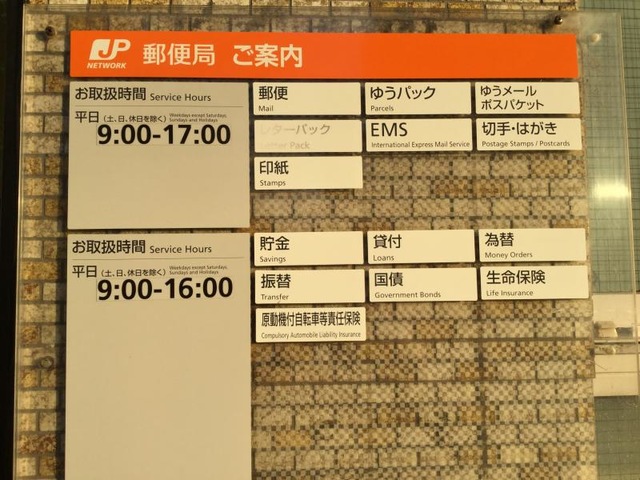 JP
NETWORK
郵便局 ご案内
お取扱時間 Service Hours
平日(土、日、休日を除く) Weekdays except Saturdays, Sundays and Holidays
9:00-17:00
郵便
Mail
ゆうパック
Parcels
ゆうメール
ポスパケット
ターパック
Pack
EMS
International Express Mail Service
切手・はがき
Postage Stamps / Postcards
印紙
Stamps
お取扱時間 Service Hours
平日(土、日、休日を除く) Weekdays except Saturdays, Sundays and Holidays
9:00-16:00
貯金
Savings
貸付
Loans
為替
Money Orders
振替
Transfer
国債
Government Bonds
生命保険
Life Insurance
原動機付自転車等責任保険
Compulsory Automobile Liability Insurance